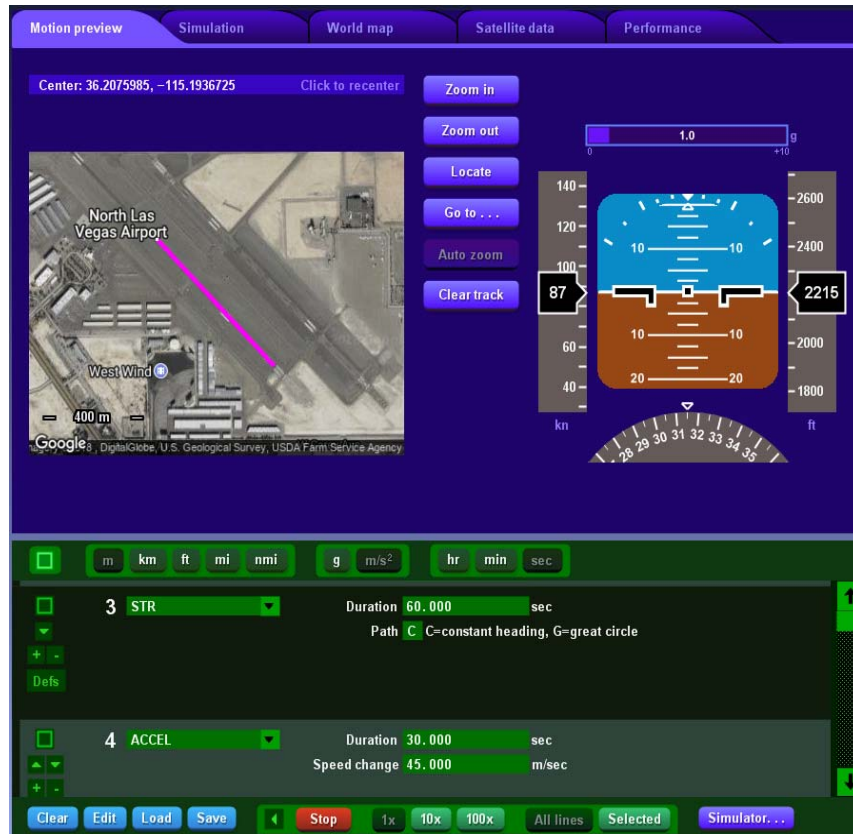 Motion preview
Simulation
World map
Satellite data
Performance
Center: 36.2075985, –115.1936725
Click to recenter
Zoom in
Zoom out
Locate
Go to . . .
Auto zoom
Clear track
1.0
g
0
+10
North Las
Vegas Airport
West Wind
400 m
Google
, DigitalGlobe, U.S. Geological Survey, USDA Farm Service Agency
140
120
100
87
60
40
kn
10
10
10
10
20
20
2600
2400
2215
2000
1800
ft
28 29 30 31 32 33 34 35
m
km
ft
mi
nmi
g
m/s²
hr
min
sec
3
STR
Duration 60.000 sec
Path C C=constant heading, G=great circle
+ -
Defs
4
ACCEL
Duration 30.000 sec
Speed change 45.000 m/sec
+ -
Clear
Edit
Load
Save
Stop
1x
10x
100x
All lines
Selected
Simulator. . .